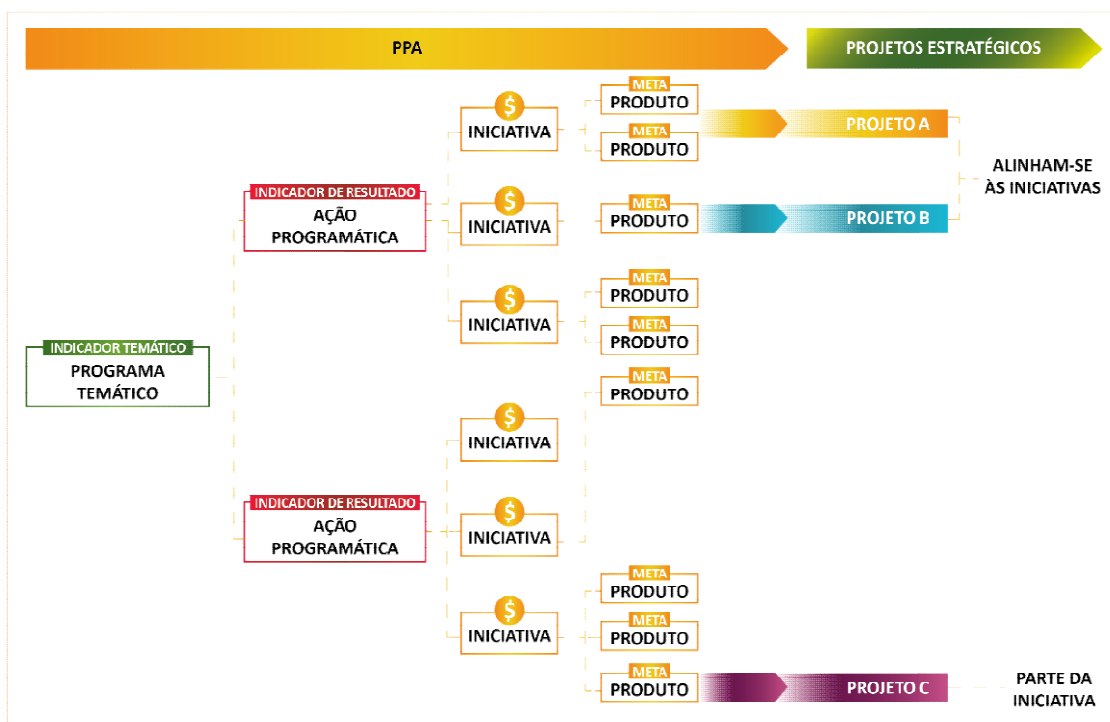 PPA
PROJETOS ESTRATÉGICOS
$
INICIATIVA
META
PRODUTO
META
PRODUTO
PROJETO A
ALINHAM-SE
ÀS INICIATIVAS
INDICADOR DE RESULTADO
AÇÃO
PROGRAMÁTICA
$
INICIATIVA
META
PRODUTO
PROJETO B
$
INICIATIVA
META
PRODUTO
META
PRODUTO
INDICADOR TEMÁTICO
PROGRAMA
TEMÁTICO
META
PRODUTO
$
INICIATIVA
INDICADOR DE RESULTADO
AÇÃO
PROGRAMÁTICA
$
INICIATIVA
$
INICIATIVA
META
PRODUTO
META
PRODUTO
META
PRODUTO
PROJETO C
PARTE DA
INICIATIVA